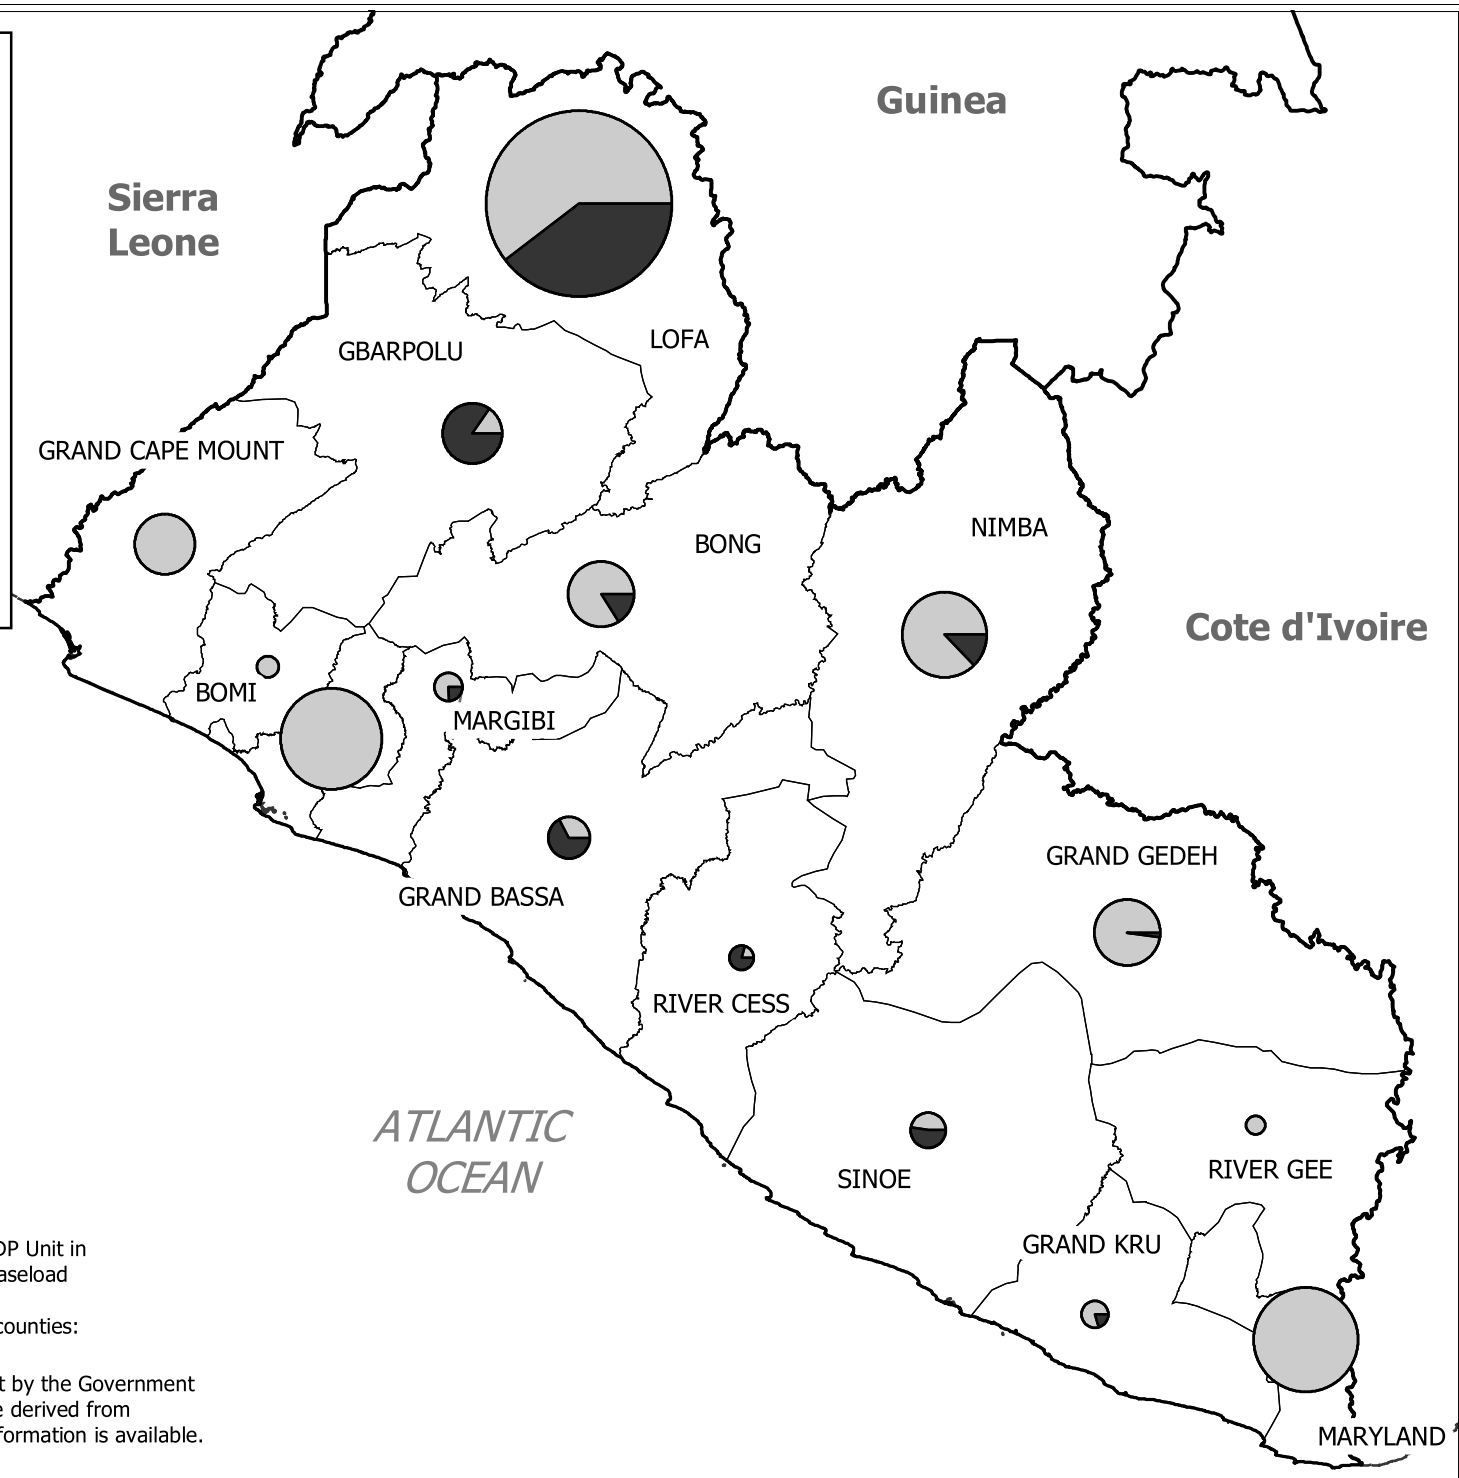 Guinea
Sierra
Leone
LOFA
GBARPOLU
GRAND CAPE MOUNT
BONG
NIMBA
Cote d'Ivoire
BOMI
MARGIBI
GRAND GEDEH
GRAND BASSA
RIVER CESS
ATLANTIC
OCEAN
SINOE
RIVER GEE
GRAND KRU
MARYLAND
DP Unit in
aseload
counties:
t by the Government
e derived from
formation is available.